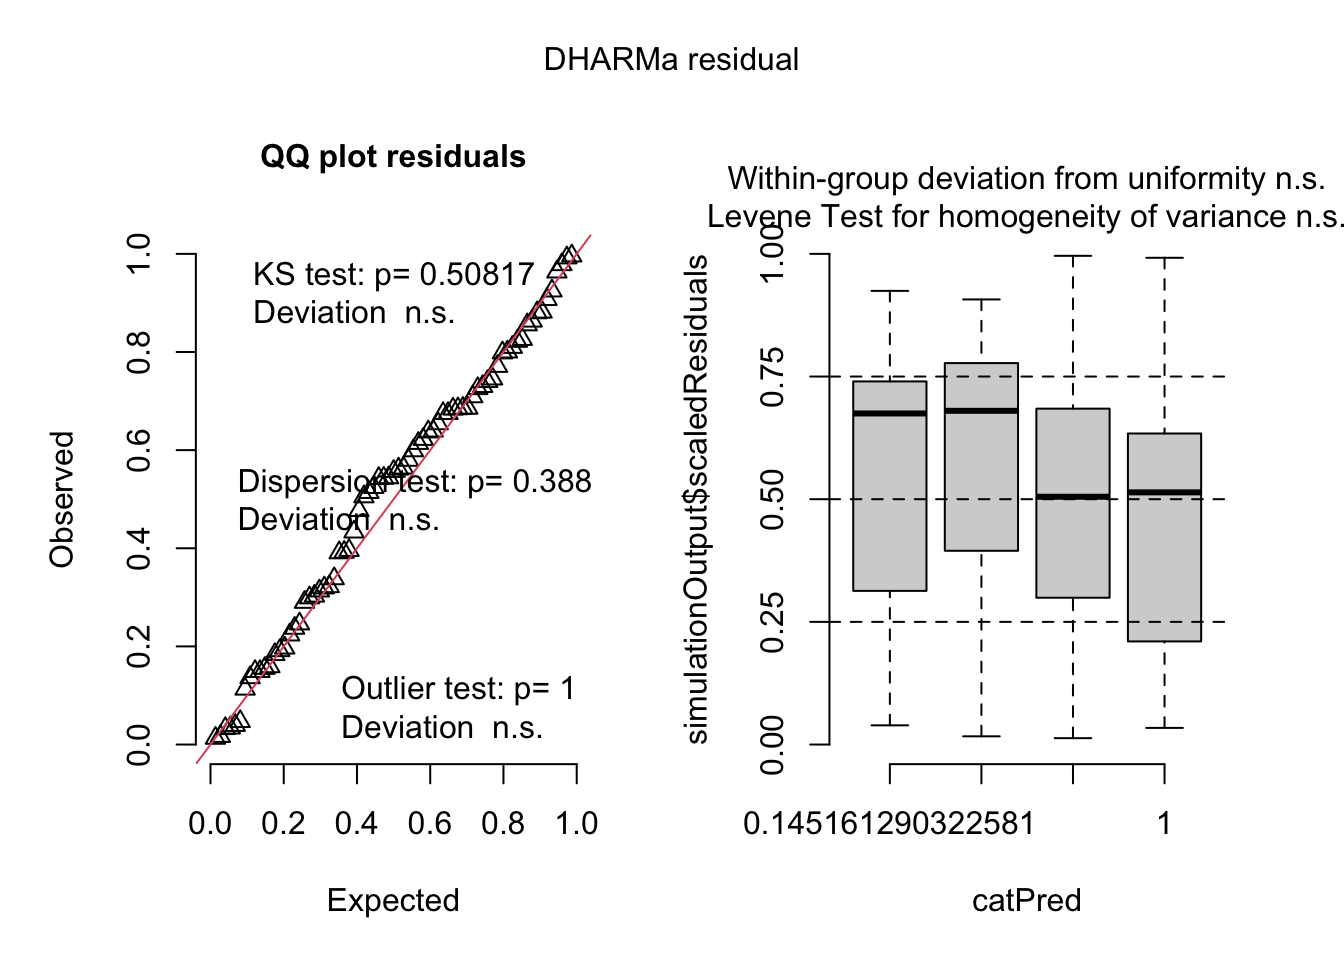 DHARMa residual
QQ plot residuals
KS test: p= 0.50817
Deviation  n.s.
Dispersion test: p= 0.388
Deviation  n.s.
Outlier test: p= 1
Deviation  n.s.
Observed
0.0 0.2 0.4 0.6 0.8 1.0
0.0 0.2 0.4 0.6 0.8 1.0
Expected
Within-group deviation from uniformity n.s.
Levene Test for homogeneity of variance n.s.
simulationOutput$scaledResiduals
0.00 0.25 0.50 0.75 1.00
0.145161290322581 1
catPred